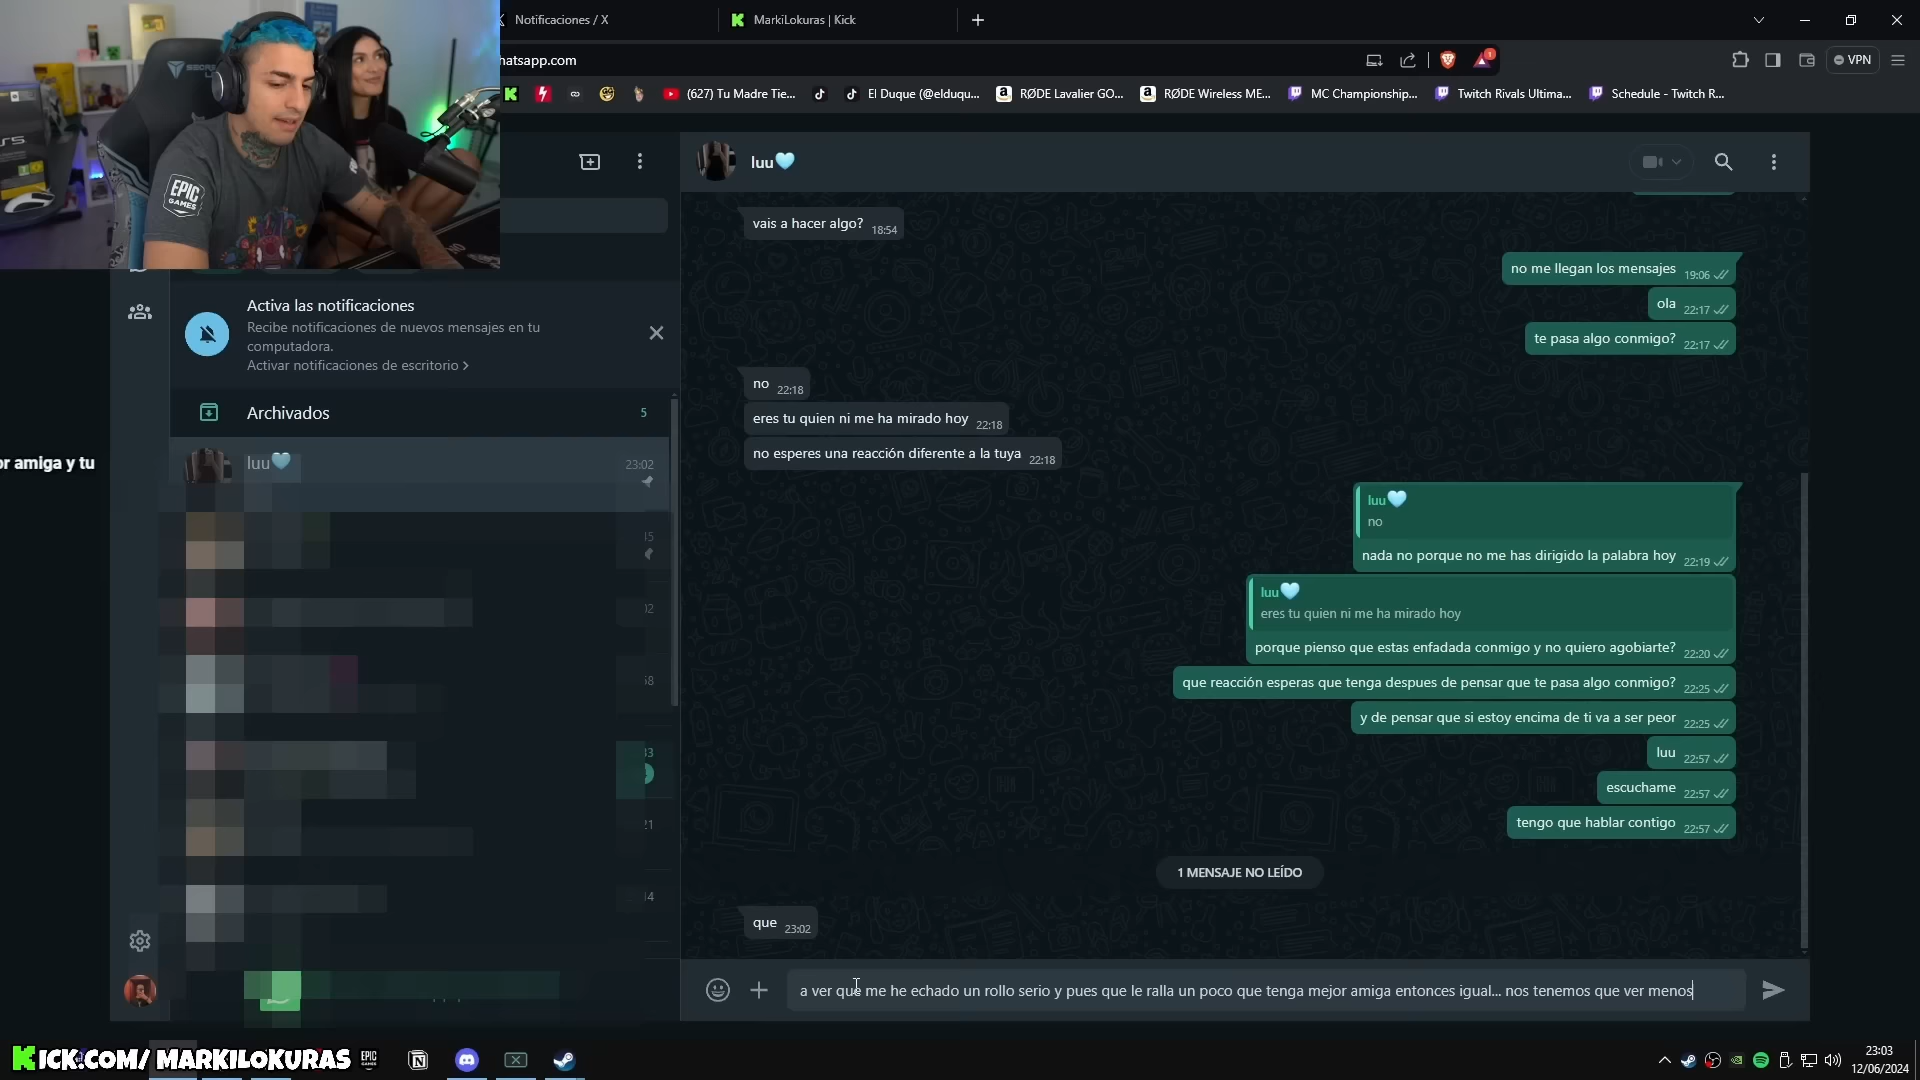 Notificaciones / X
MarkiLokuras | Kick
hatsapp.com
VPN
(627) Tu Madre Tie...
El Duque (@elduqu...
RØDE Lavalier GO...
RØDE Wireless ME...
MC Championship...
Twitch Rivals Ultima...
Schedule - Twitch R...
EPIC
GAMES
luu🩵
vais a hacer algo? 18:54
no me llegan los mensajes 19:06
ola 22:17
te pasa algo conmigo? 22:17
Activa las notificaciones
Recibe notificaciones de nuevos mensajes en tu
computadora.
Activar notificaciones de escritorio >
no 22:18
eres tu quien ni me ha mirado hoy 22:18
no esperes una reacción diferente a la tuya 22:18
Archivados 5
or amiga y tu
luu🩵 23:02
luu🩵
no
nada no porque no me has dirigido la palabra hoy 22:19
luu🩵
eres tu quien ni me ha mirado hoy
porque pienso que estas enfadada conmigo y no quiero agobiarte? 22:20
que reacción esperas que tenga despues de pensar que te pasa algo conmigo? 22:25
y de pensar que si estoy encima de ti va a ser peor 22:25
luu 22:57
escuchame 22:57
tengo que hablar contigo 22:57
1 MENSAJE NO LEÍDO
que 23:02
a ver que me he echado un rollo serio y pues que le ralla un poco que tenga mejor amiga entonces igual... nos tenemos que ver menos
KICK.COM/ MARKILOKURAS
23:03
12/06/2024